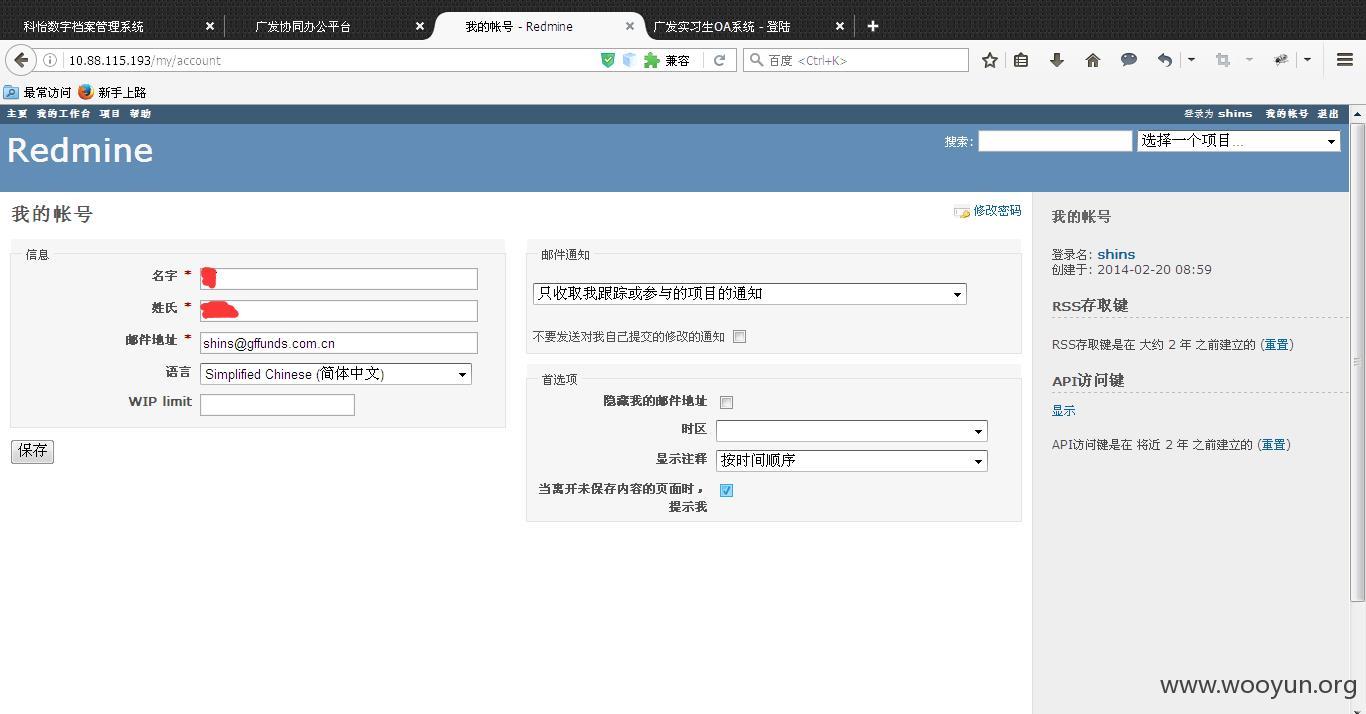 科怡数字档案管理系统 × 广发协同办公平台 × 我的帐号 - Redmine × 广发实习生OA系统 - 登陆 × +
10.88.115.193/my/account 兼容 百度 <Ctrl+K>
最常访问 新手上路
主页 我的工作台 项目 帮助 登录为 shins 我的帐号 退出
Redmine 搜索: 选择一个项目...
我的帐号 修改密码
信息
名字 *
姓氏 *
邮件地址 * shins@gffunds.com.cn
语言 Simplified Chinese (简体中文)
WIP limit
保存
邮件通知
只收取我跟踪或参与的项目的通知
不要发送对我自己提交的修改的通知
首选项
隐藏我的邮件地址
时区
显示注释 按时间顺序
当离开未保存内容的页面时，
提示我
我的帐号
登录名: shins
创建于: 2014-02-20 08:59
RSS存取键
RSS存取键是在 大约 2 年 之前建立的 (重置)
API访问键
显示
API访问键是在 将近 2 年 之前建立的 (重置)
www.wooyun.org